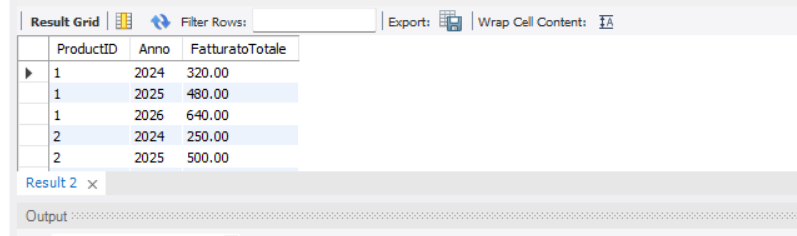 Result Grid Filter Rows: Export: Wrap Cell Content: IA
ProductID Anno FatturatoTotale
1 2024 320.00
1 2025 480.00
1 2026 640.00
2 2024 250.00
2 2025 500.00
Result 2 ×
Output